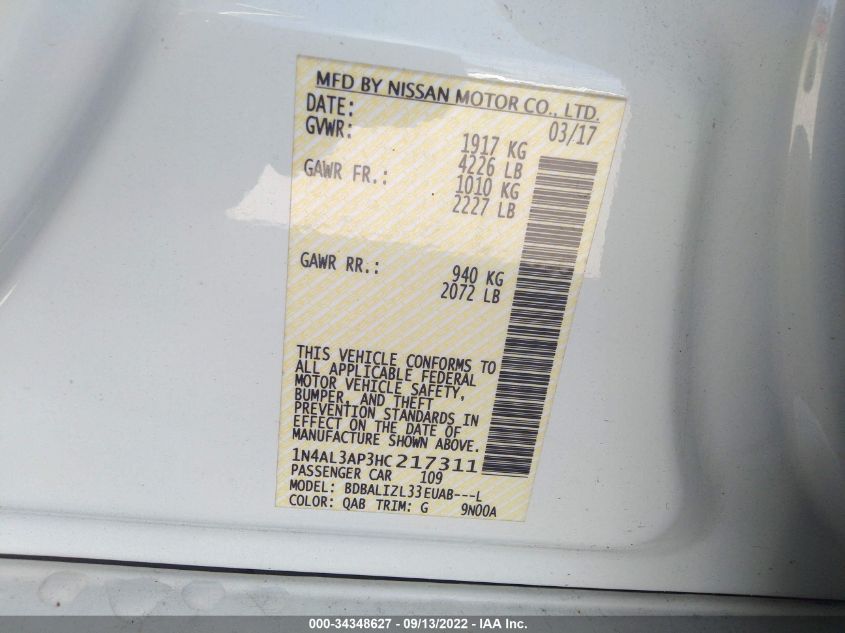 MFD BY NISSAN MOTOR CO., LTD.
DATE: 03/17
GVWR: 1917 KG
4226 LB
GAWR FR.: 1010 KG
2227 LB
GAWR RR.: 940 KG
2072 LB
THIS VEHICLE CONFORMS TO
ALL APPLICABLE FEDERAL
MOTOR VEHICLE SAFETY,
BUMPER, AND THEFT
PREVENTION STANDARDS IN
EFFECT ON THE DATE OF
MANUFACTURE SHOWN ABOVE.
1N4AL3AP3HC217311
PASSENGER CAR 109
MODEL: BDBALIZL33EUAB---L
COLOR: QAB TRIM: G 9N00A
000-34348627 - 09/13/2022 - IAA Inc.